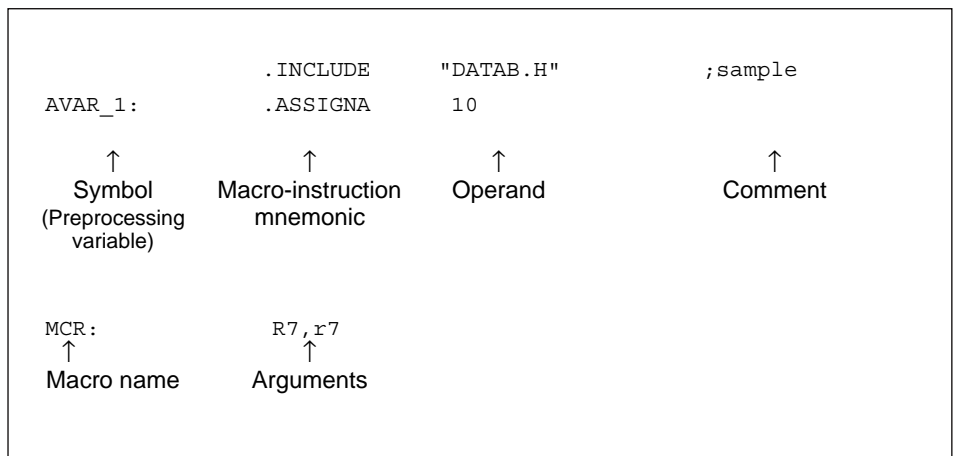 .INCLUDE "DATAB.H" ;sample
AVAR_1: .ASSIGNA 10
↑ ↑ ↑ ↑
Symbol Macro-instruction Operand Comment
(Preprocessing mnemonic
variable)
MCR: R7,r7
↑ ↑
Macro name Arguments